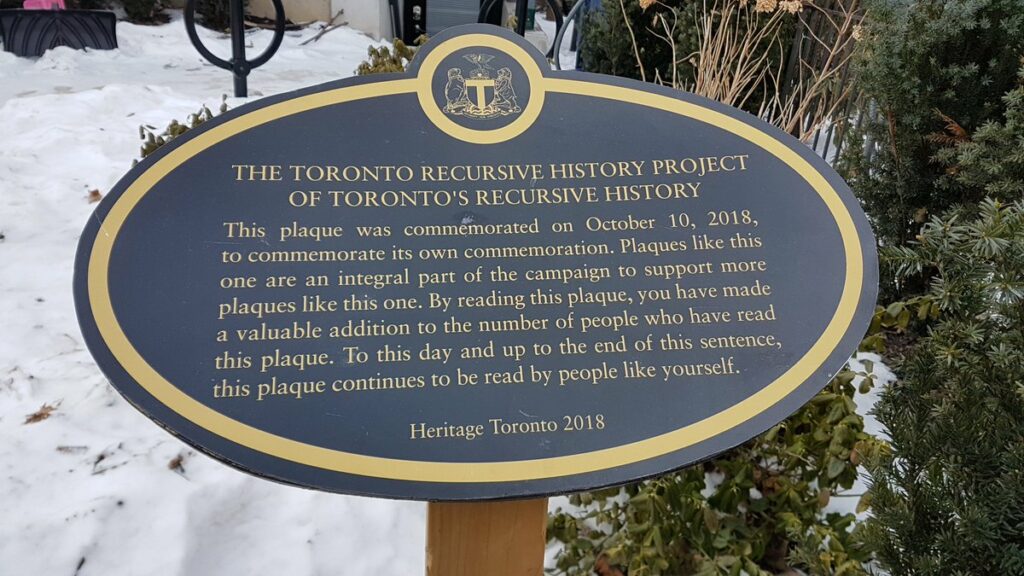 THE TORONTO RECURSIVE HISTORY PROJECT
OF TORONTO'S RECURSIVE HISTORY
This plaque was commemorated on October 10, 2018,
to commemorate its own commemoration. Plaques like this
one are an integral part of the campaign to support more
plaques like this one. By reading this plaque, you have made
a valuable addition to the number of people who have read
this plaque. To this day and up to the end of this sentence,
this plaque continues to be read by people like yourself.
Heritage Toronto 2018